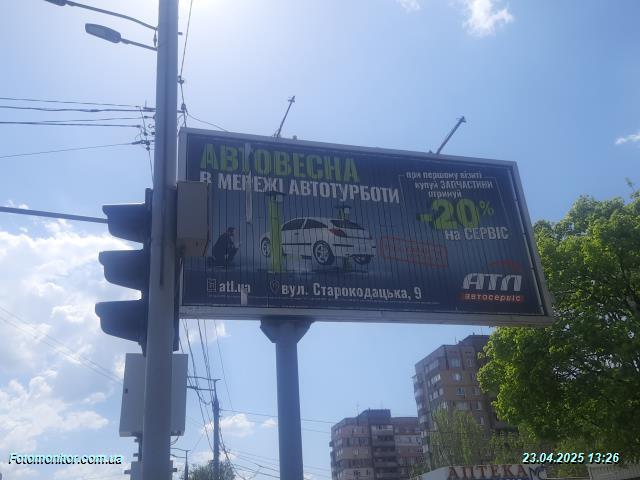 АВТОВЕСНА
В МЕРЕЖІ АВТОТУРБОТИ
при першому візиті
купуй ЗАПЧАСТИНИ
отримуй
-20%
на СЕРВІС
АТЛ
автосервіс
atl.ua
вул. Старокодацька, 9
АПТЕКА
Fotomonitor.com.ua
23.04.2025 13:26